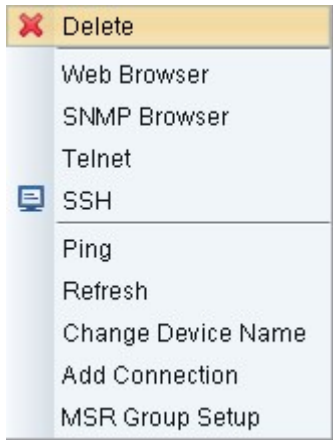 Delete
Web Browser
SNMP Browser
Telnet
SSH
Ping
Refresh
Change Device Name
Add Connection
MSR Group Setup